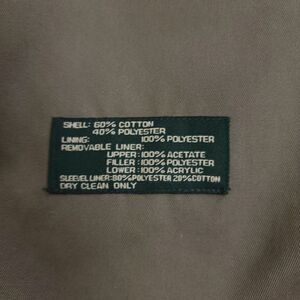 SHELL: 60% COTTON
40% POLYESTER
LINING: 100% POLYESTER
REMOVABLE LINER:
UPPER: 100% ACETATE
FILLER: 100% POLYESTER
LOWER: 100% ACRYLIC
SLEEVE LINER: 80% POLYESTER 20% COTTON
DRY CLEAN ONLY